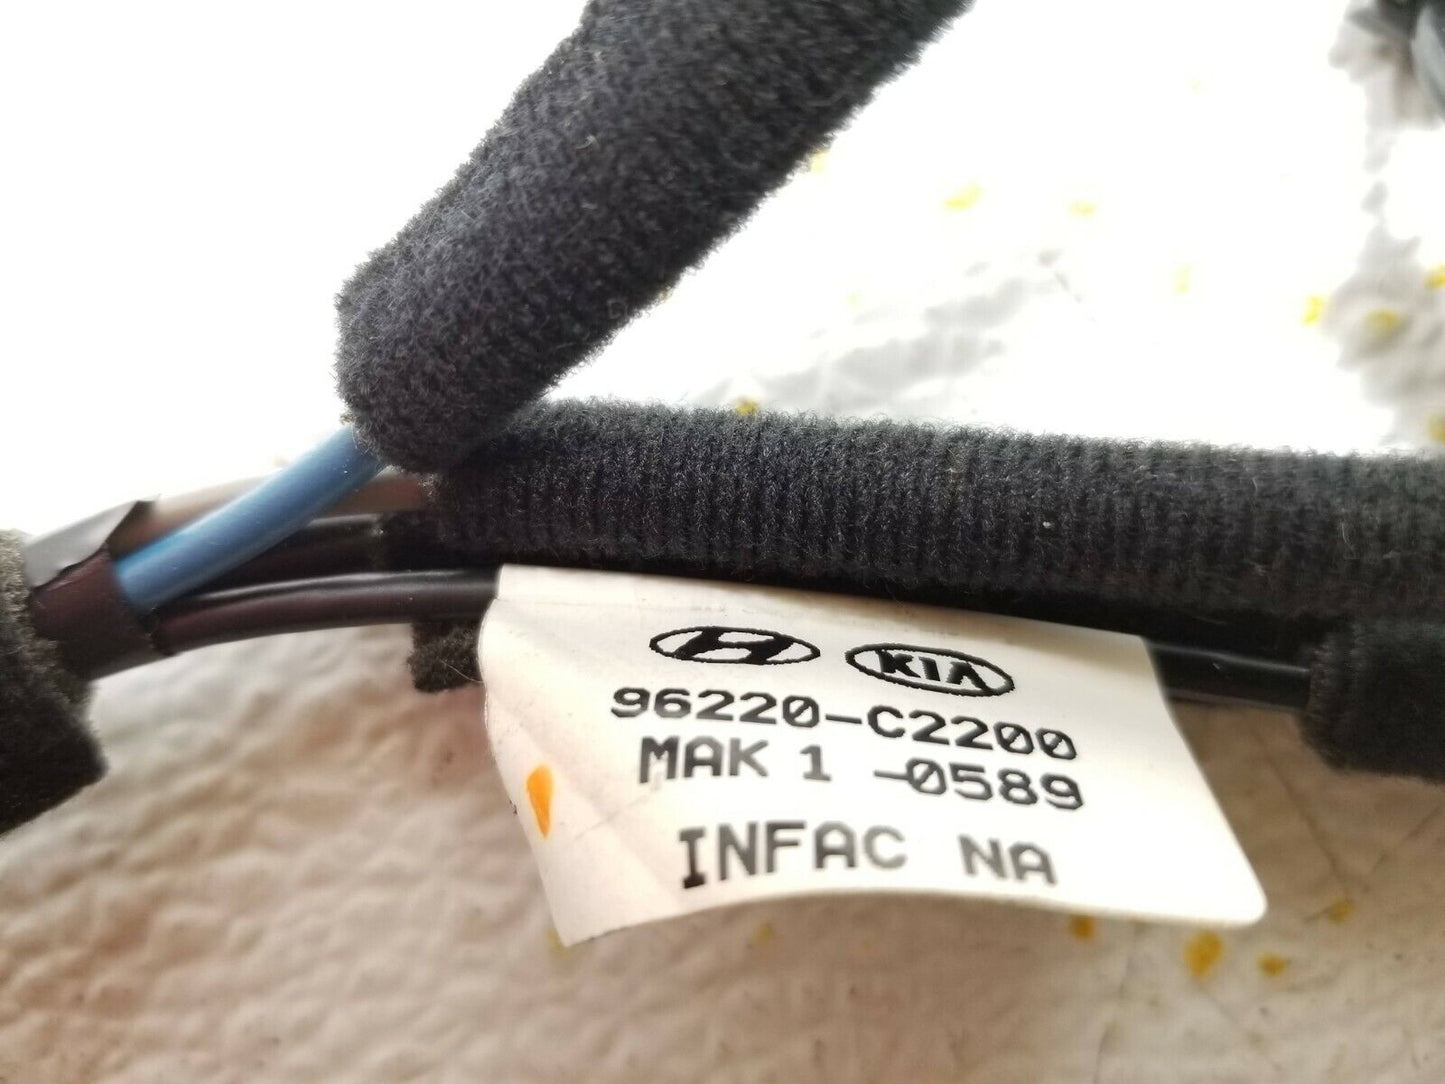 H KIA
96220-C2200
MAK 1 -0589
INFAC NA